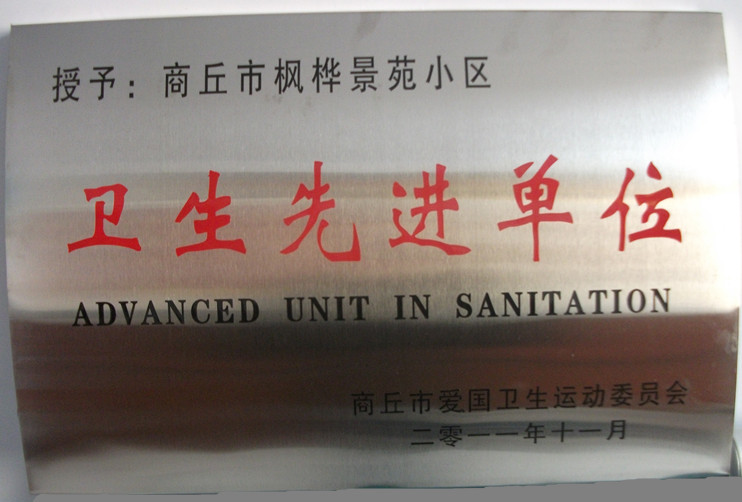 授予：商丘市枫桦景苑小区
卫生先进单位
ADVANCED UNIT IN SANITATION
商丘市爱国卫生运动委员会
二零一一年十一月